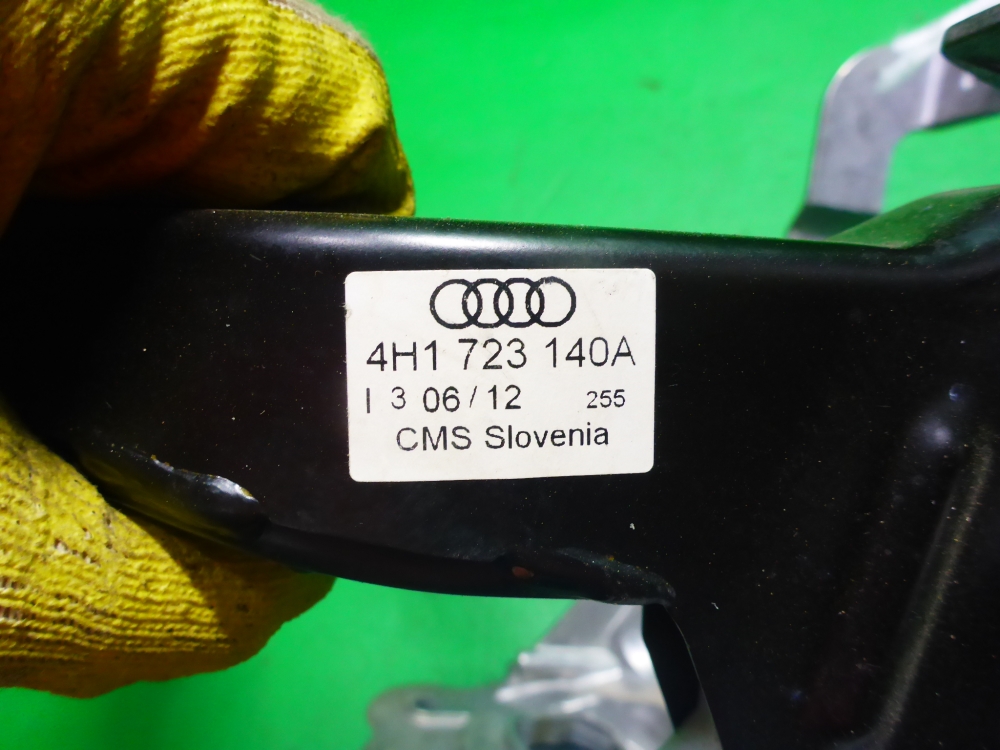 4H1 723 140A
I 3 06/12 255
CMS Slovenia